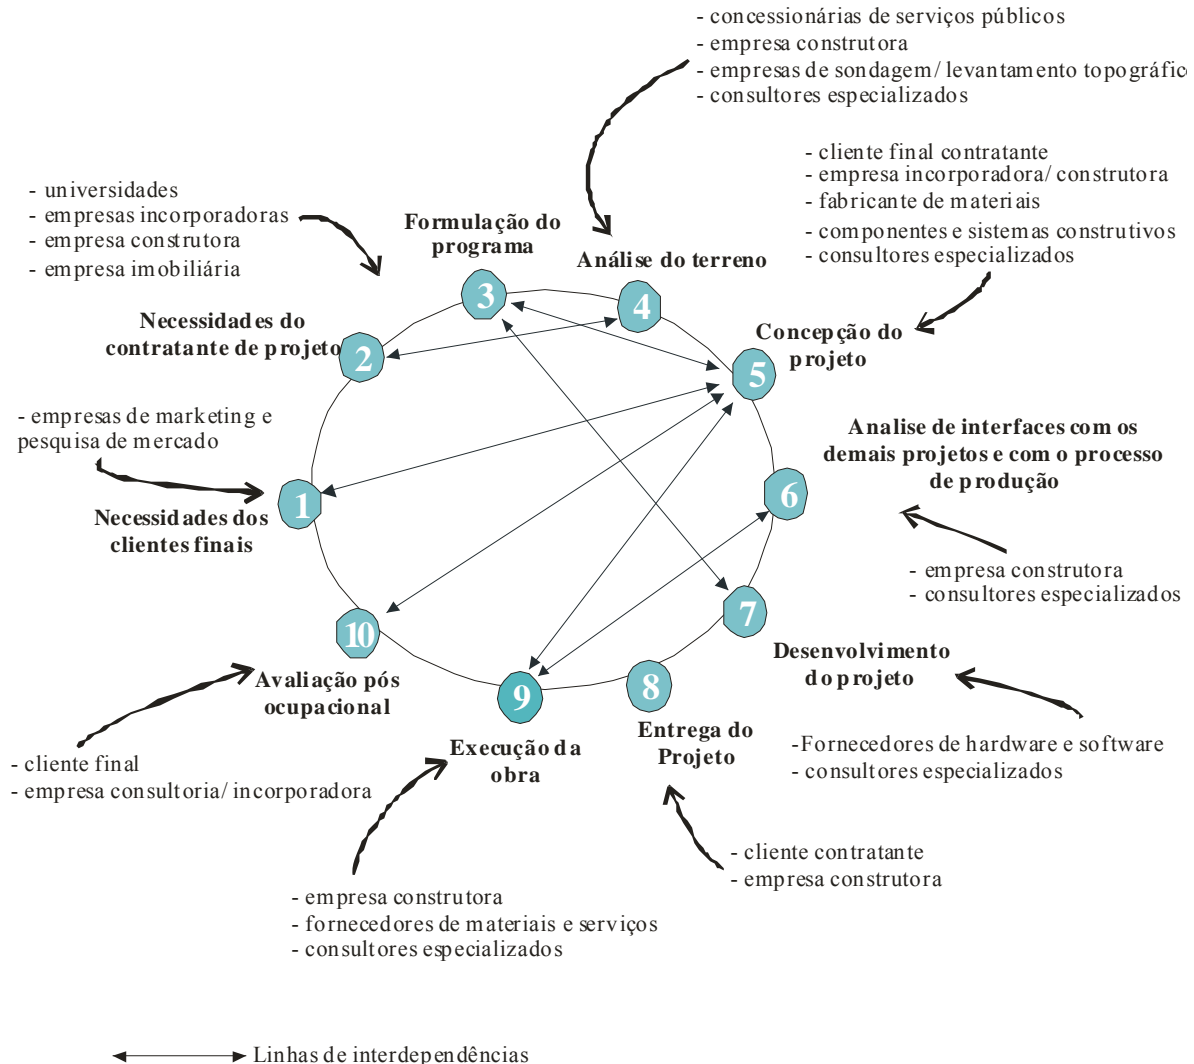 - concessionárias de serviços públicos
- empresa construtora
- empresas de sondagem/ levantamento topográfic
- consultores especializados
- cliente final contratante
- empresa incorporadora/ construtora
- fabricante de materiais
- componentes e sistemas construtivos
- consultores especializados
- universidades
- empresas incorporadoras
- empresa construtora
- empresa imobiliária
Formulação do
programa
Análise do terreno
3
4
Necessidades do
contratante de projeto
2
Concepção do
projeto
5
- empresas de marketing e
pesquisa de mercado
Analise de interfaces com os
demais projetos e com o processo
de produção
6
1
Necessidades dos
clientes finais
- empresa construtora
- consultores especializados
7
10
Desenvolvimento
do projeto
Avaliação pós
ocupacional
9
8
Entrega do
Projeto
Execução da
obra
-Fornecedores de hardware e software
- consultores especializados
- cliente final
- empresa consultoria/ incorporadora
- cliente contratante
- empresa construtora
- empresa construtora
- fornecedores de materiais e serviços
- consultores especializados
Linhas de interdependências